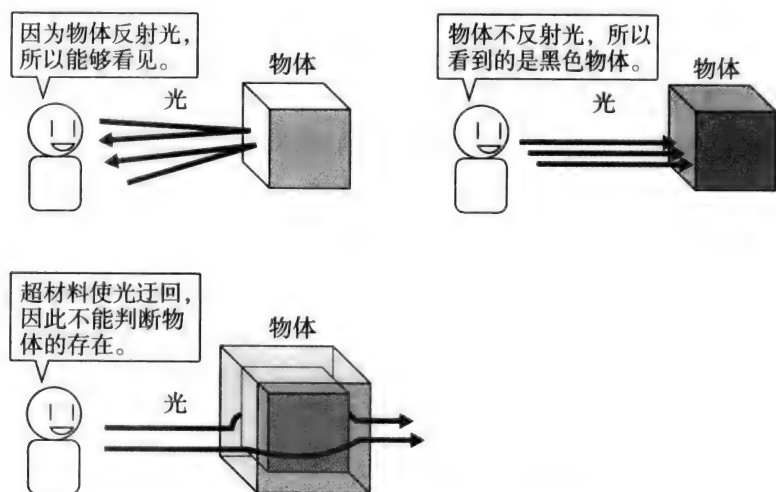 因为物体反射光，
所以能够看见。
物体
光
物体不反射光，所以
看到的是黑色物体。
物体
光
超材料使光迂回，
因此不能判断物
体的存在。
物体
光